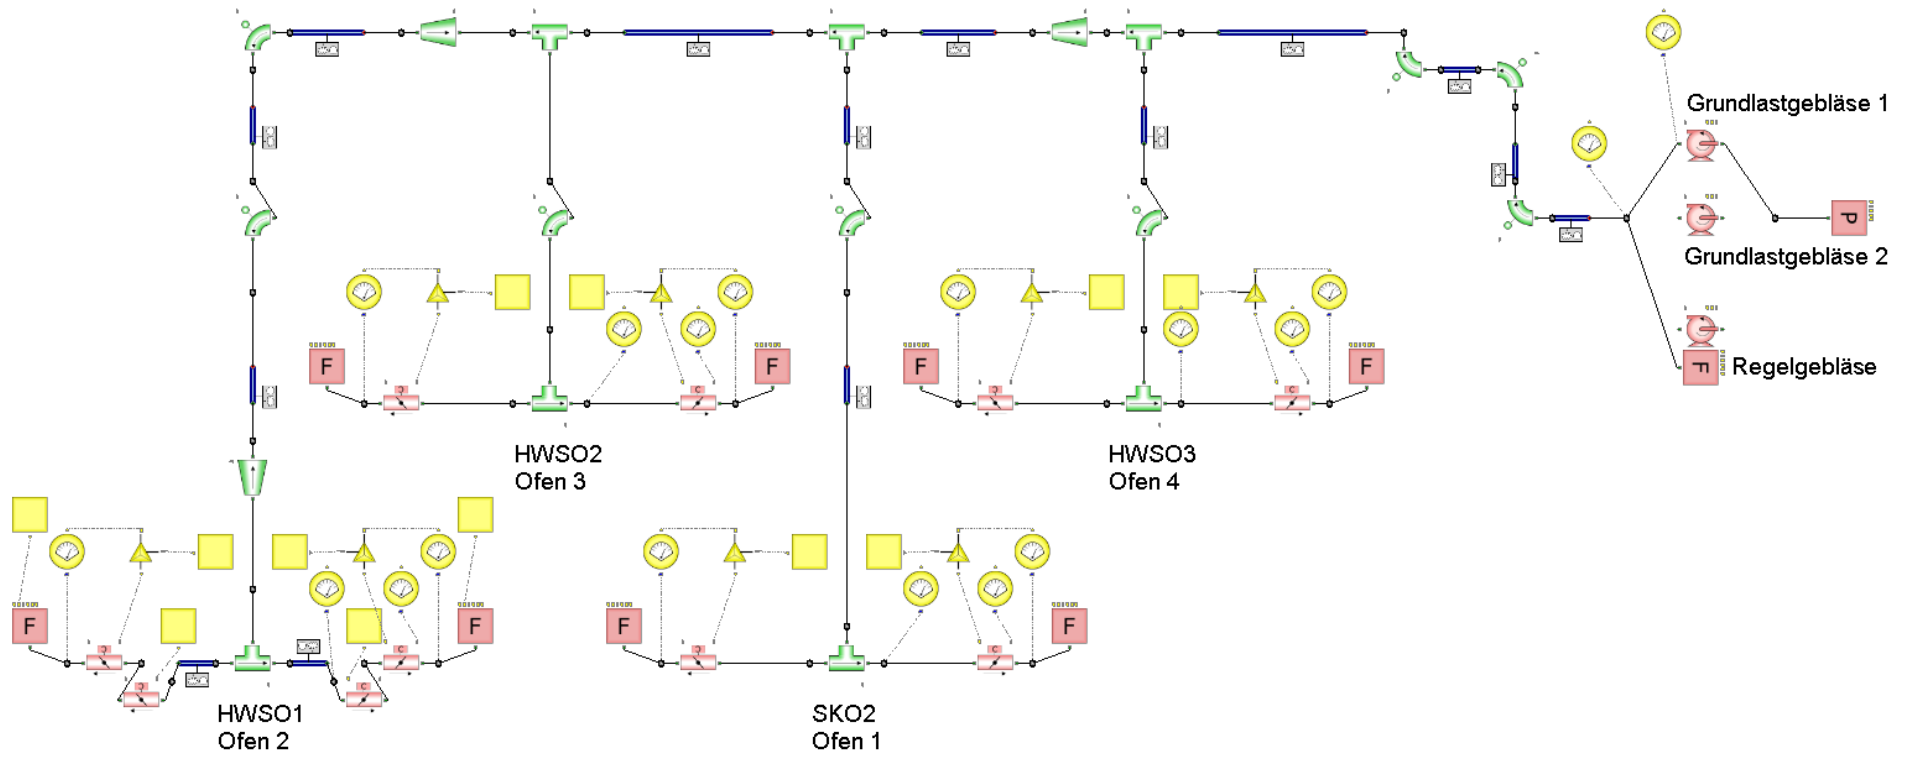 Grundlastgebläse 1
P
Grundlastgebläse 2
F
Regelgebläse
F
F
F
F
C
C
C
C
HWSO2
Ofen 3
HWSO3
Ofen 4
F
F
F
F
C
C
C
C
C
C
HWSO1
Ofen 2
SKO2
Ofen 1